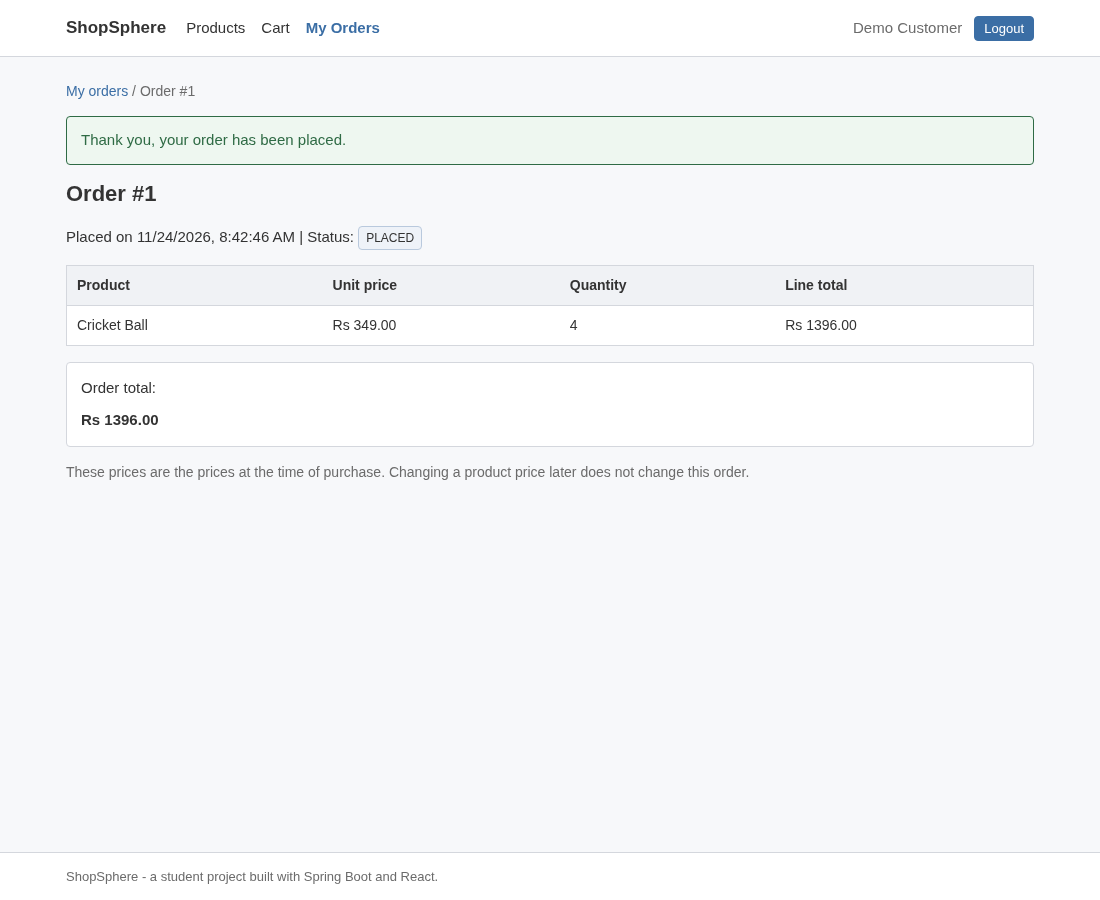 ShopSphere Products Cart My Orders Demo Customer Logout
My orders / Order #1
Thank you, your order has been placed.
Order #1
Placed on 11/24/2026, 8:42:46 AM | Status: PLACED
Product Unit price Quantity Line total
Cricket Ball Rs 349.00 4 Rs 1396.00
Order total:
Rs 1396.00
These prices are the prices at the time of purchase. Changing a product price later does not change this order.
ShopSphere - a student project built with Spring Boot and React.